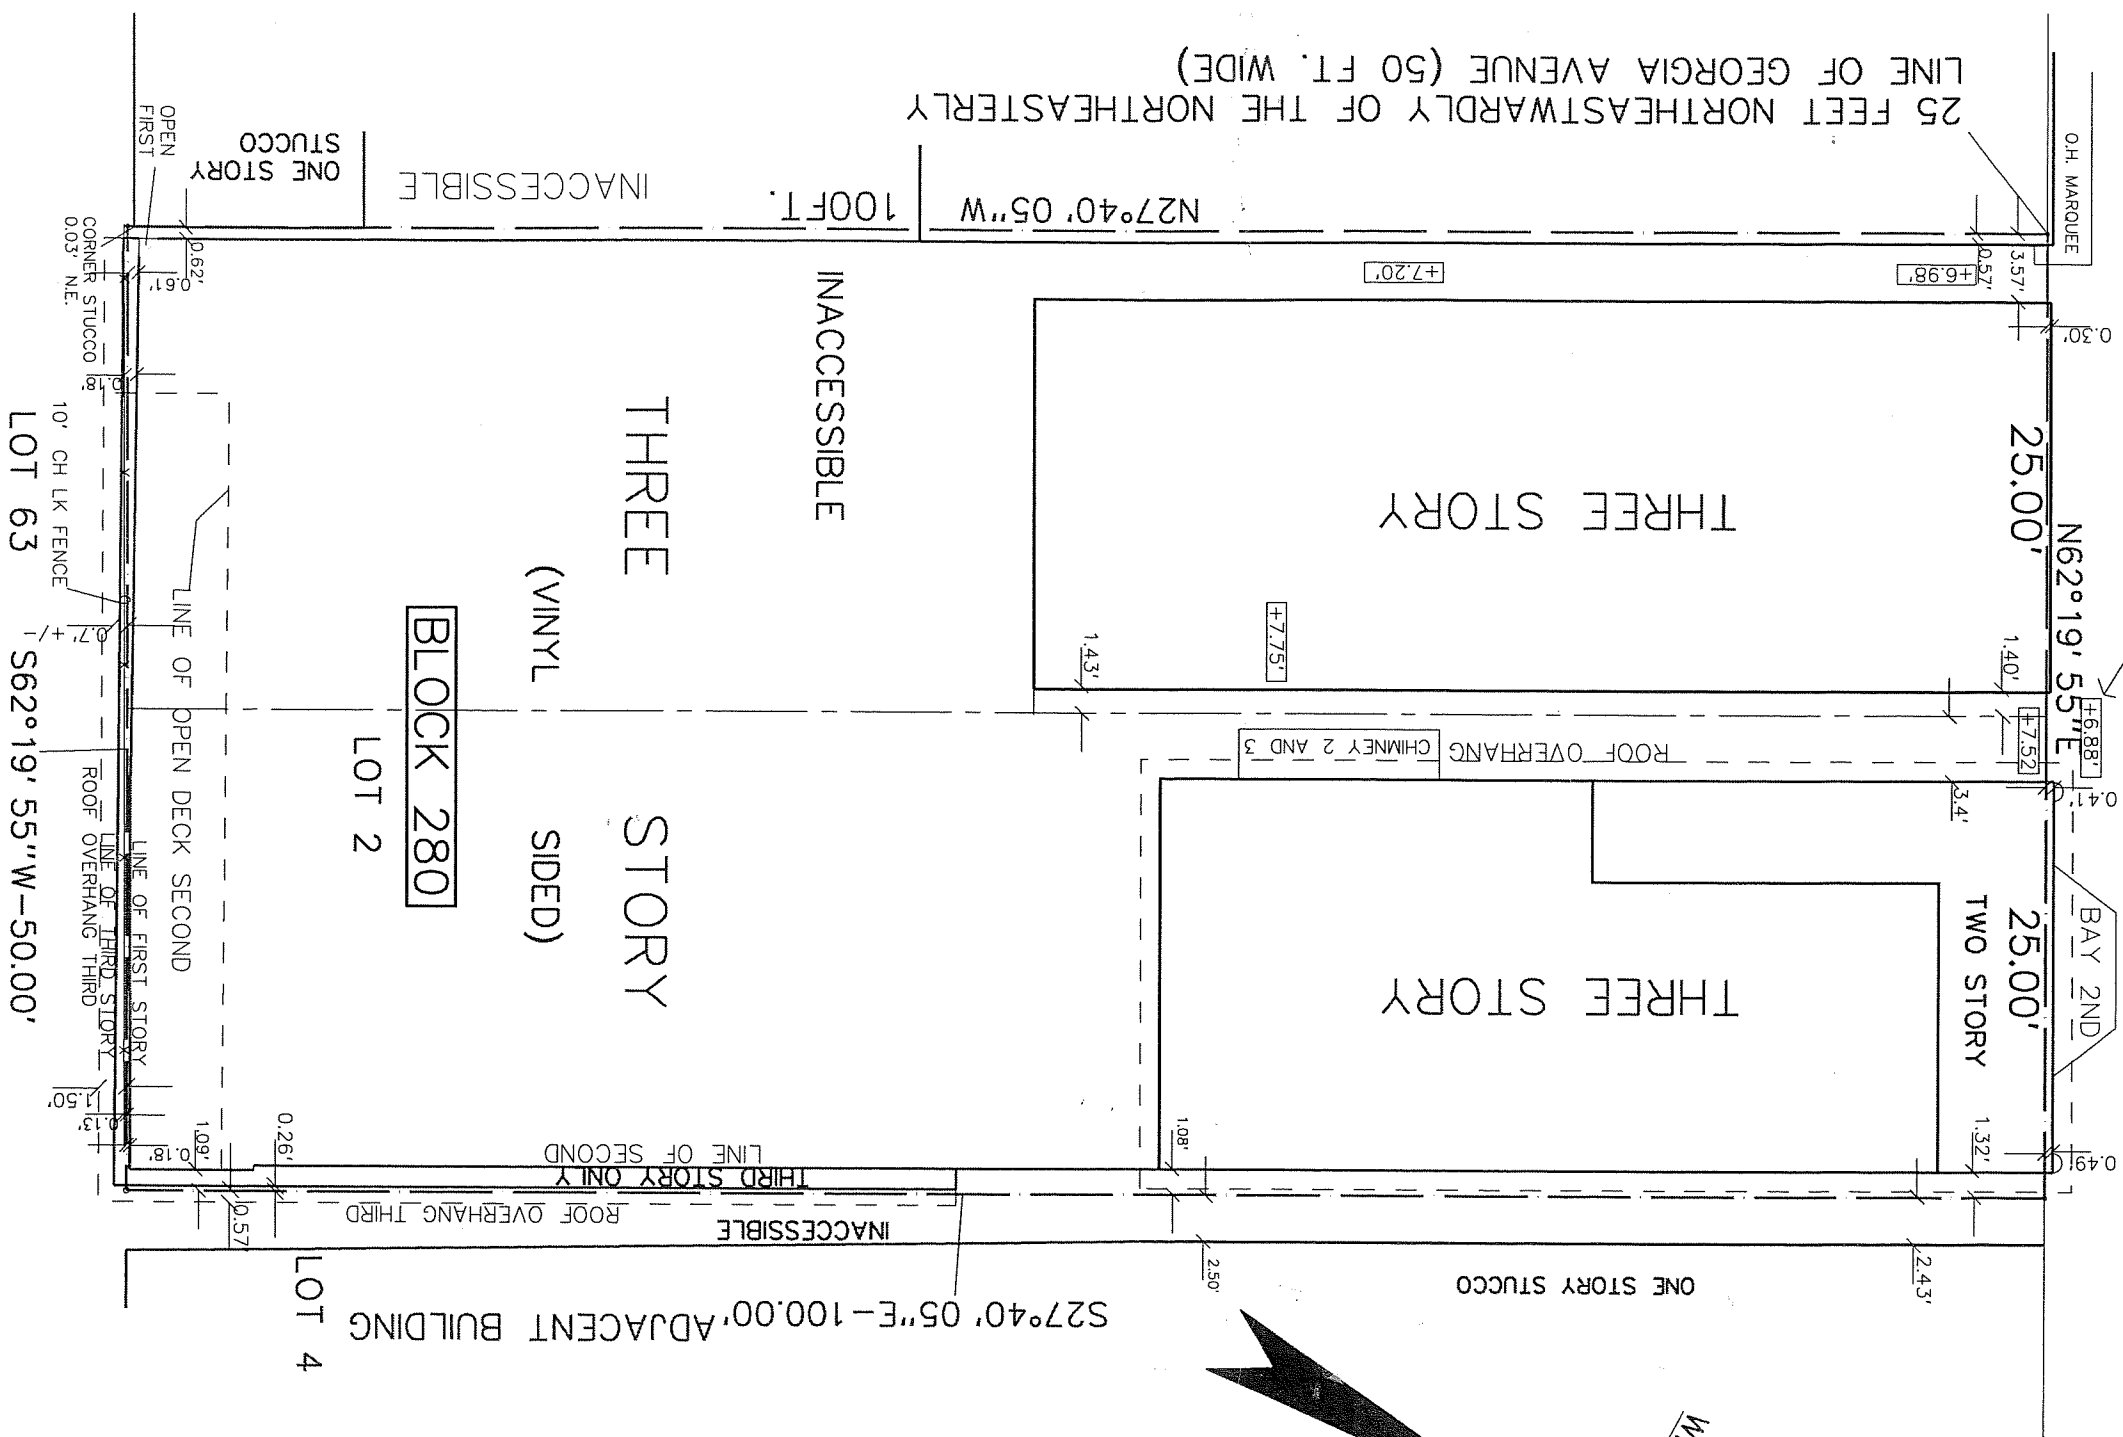 25 FEET NORTHEASTWARDLY OF THE NORTHEASTERLY
LINE OF GEORGIA AVENUE (50 FT. WIDE)
O.H. MARQUEE
OPEN
FIRST
ONE STORY
STUCCO
INACCESSIBLE
100FT.
N27°40' 05"W
CORNER STUCCO
0.03' N.E.
0.62'
0.61'
0.18'
+7.20'
+6.98'
0.57'
3.57'
0.30'
INACCESSIBLE
THREE STORY
25.00'
N62°19' 55"E
10' CH LK FENCE
LOT 63
S62°19' 55"W-50.00'
0.7' +/-
LINE OF OPEN DECK SECOND
THREE STORY
(VINYL SIDED)
BLOCK 280
LOT 2
1.43'
+7.75'
1.40'
+6.88'
+7.52
CHIMNEY 2 AND 3
ROOF OVERHANG
3.4'
0.41'
THREE STORY
TWO STORY
25.00'
BAY 2ND
LINE OF FIRST STORY
LINE OF THIRD STORY
ROOF OVERHANG THIRD
1.50'
0.13'
0.18'
1.09'
0.26'
0.57'
LINE OF SECOND
THIRD STORY ONLY
ROOF OVERHANG THIRD
INACCESSIBLE
1.08'
1.32'
0.49'
2.50'
2.43'
ONE STORY STUCCO
LOT 4
S27°40' 05"E-100.00'
ADJACENT BUILDING